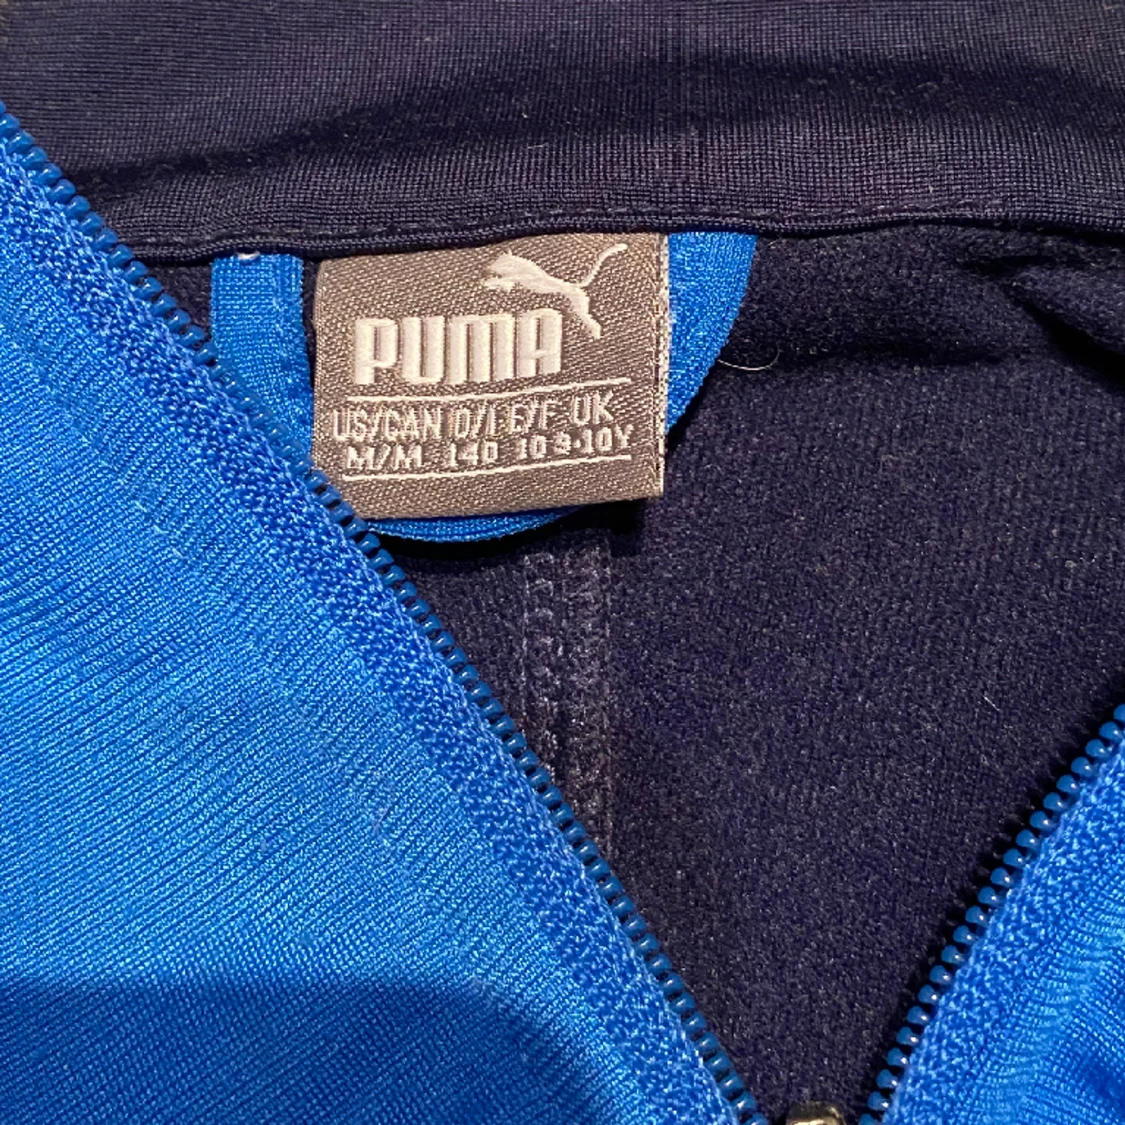 PUMA
US/CAN D/I E/F UK
M/M 140 10 9-10Y